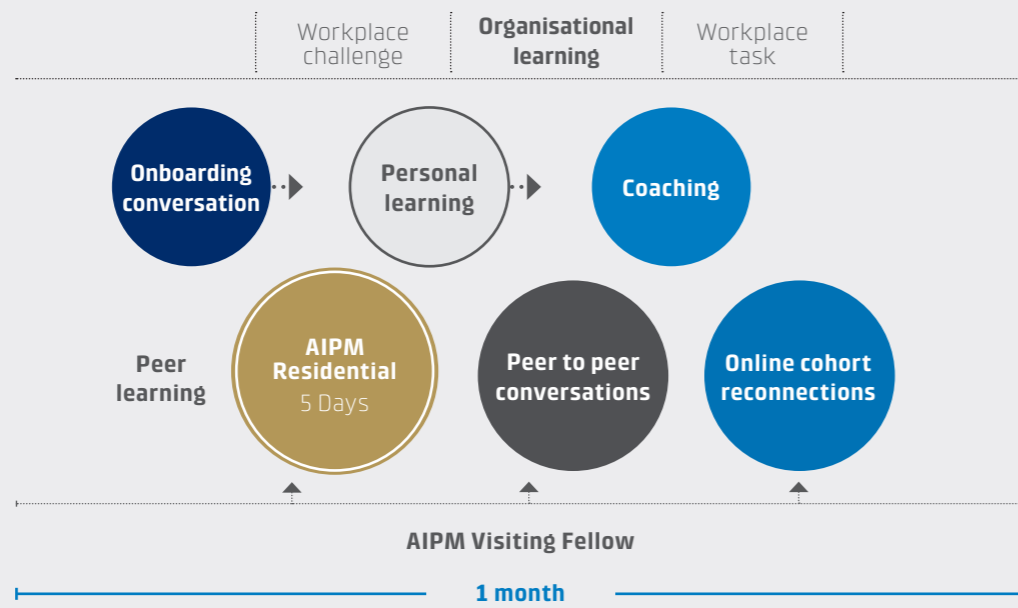 Workplace
challenge
Organisational
learning
Workplace
task
Onboarding
conversation
Personal
learning
Coaching
Peer
learning
AIPM
Residential
5 Days
Peer to peer
conversations
Online cohort
reconnections
AIPM Visiting Fellow
1 month